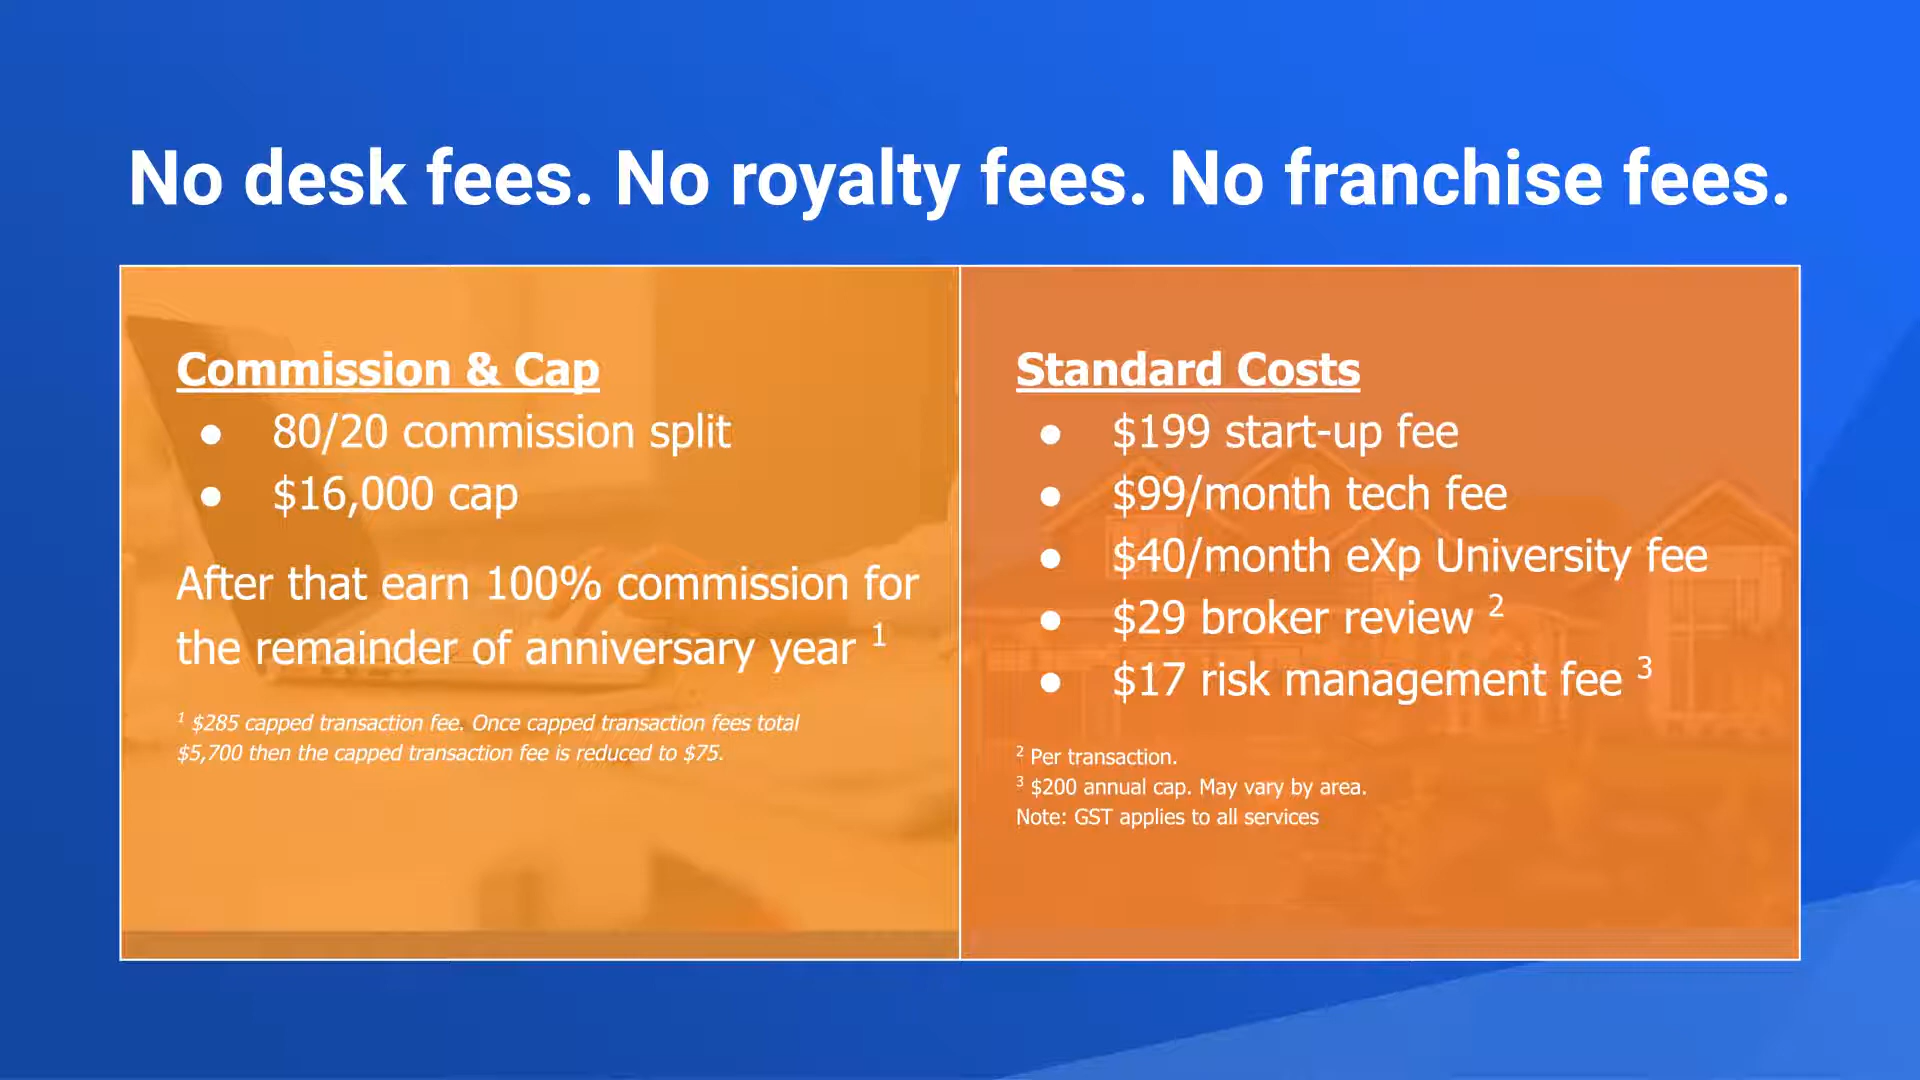 No desk fees. No royalty fees. No franchise fees.
Commission & Cap
● 80/20 commission split
● $16,000 cap
After that earn 100% commission for
the remainder of anniversary year ¹
¹ $285 capped transaction fee. Once capped transaction fees total
$5,700 then the capped transaction fee is reduced to $75.
Standard Costs
● $199 start-up fee
● $99/month tech fee
● $40/month eXp University fee
● $29 broker review ²
● $17 risk management fee ³
² Per transaction.
³ $200 annual cap. May vary by area.
Note: GST applies to all services